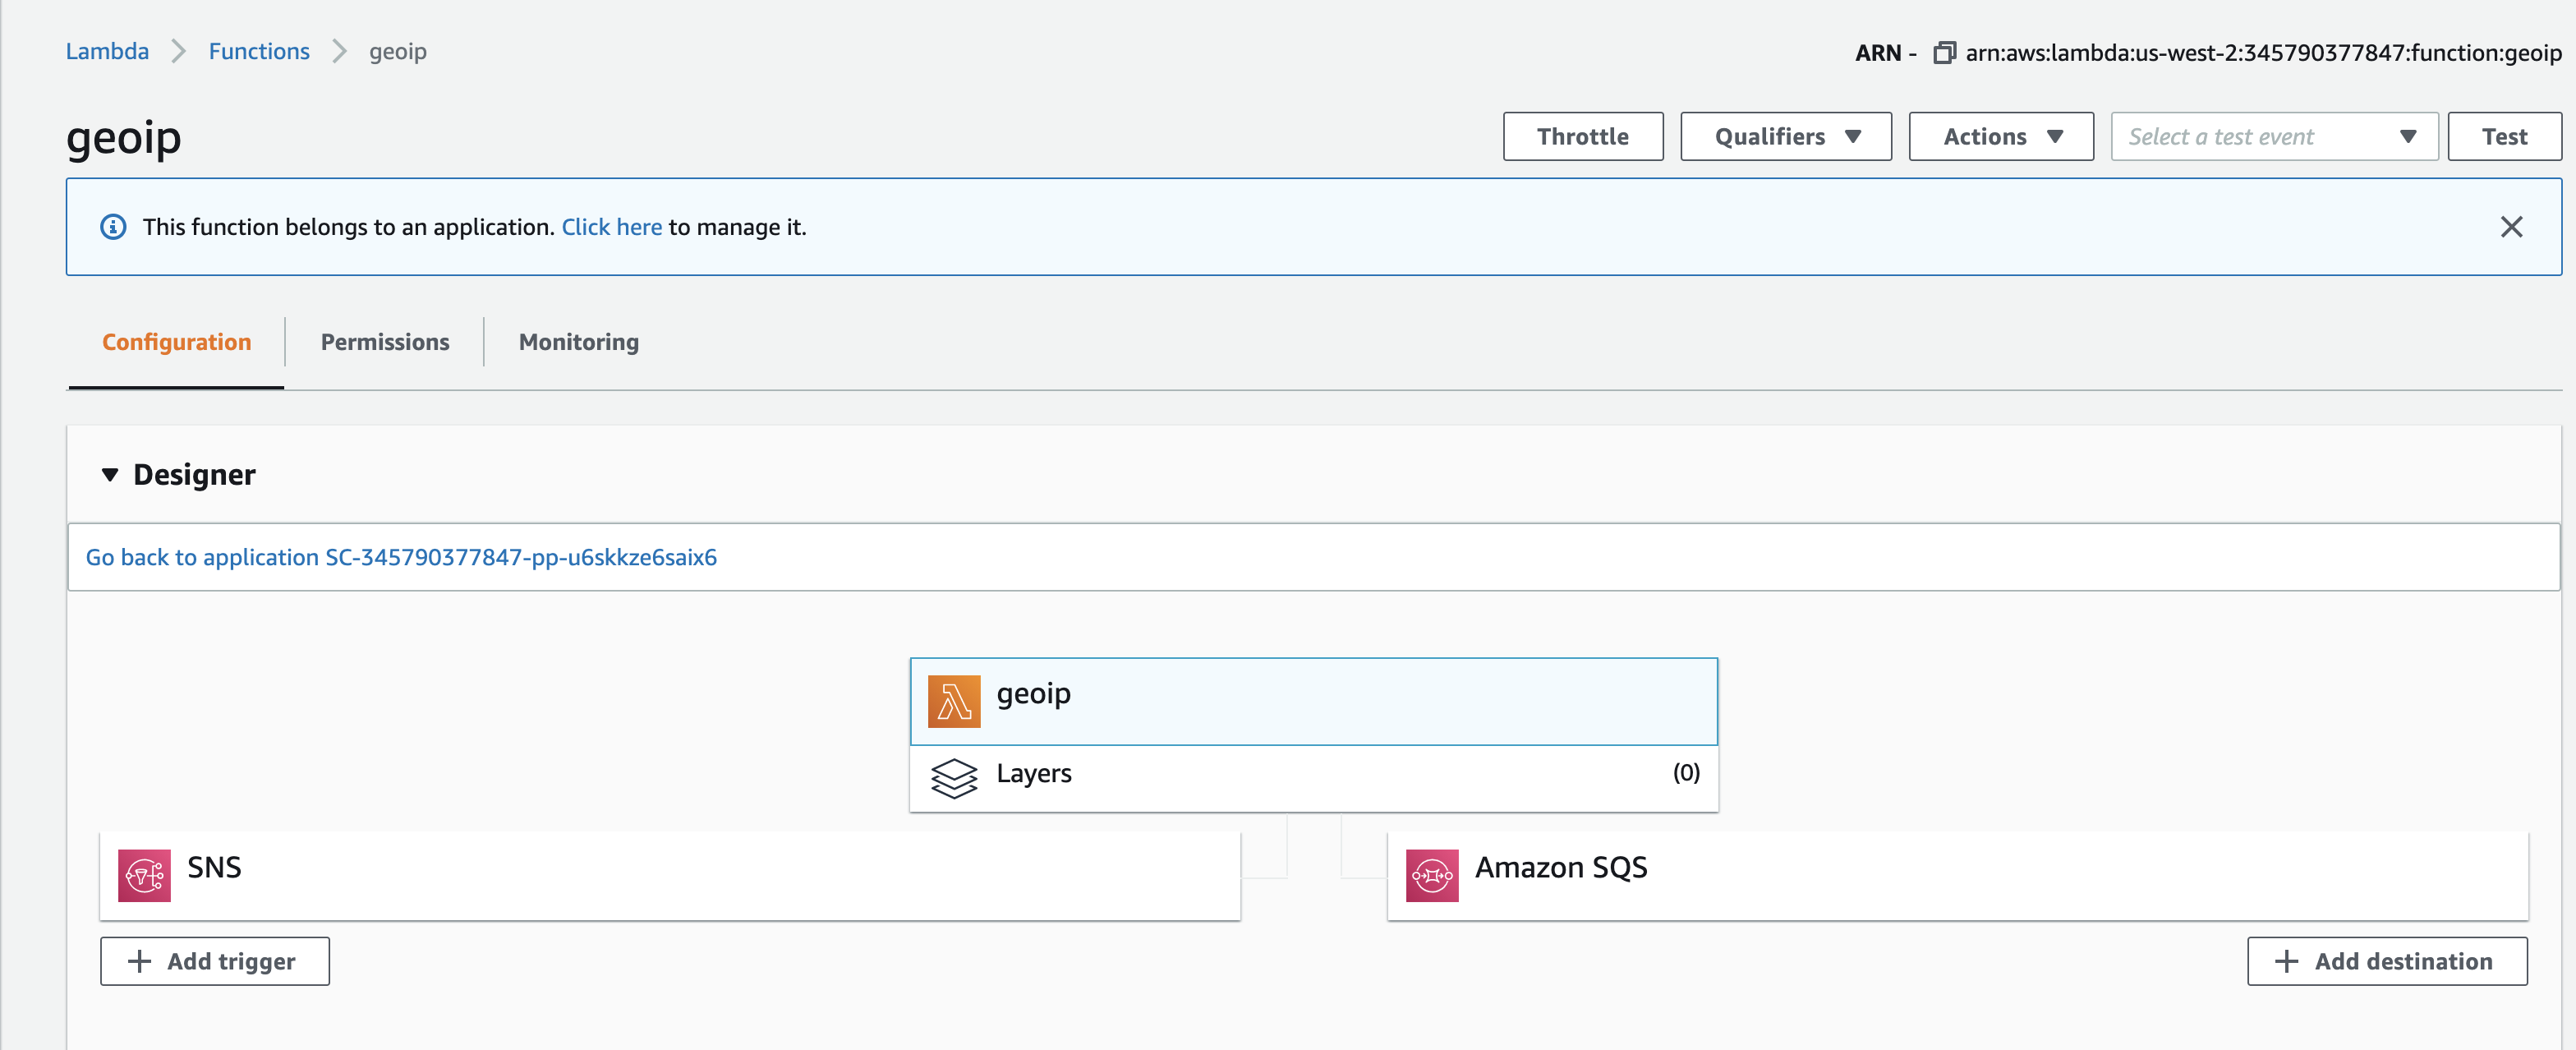 Lambda > Functions > geoip
ARN - arn:aws:lambda:us-west-2:345790377847:function:geoip
geoip
Throttle Qualifiers Actions Select a test event Test
This function belongs to an application. Click here to manage it.
Configuration Permissions Monitoring
Designer
Go back to application SC-345790377847-pp-u6skkze6saix6
geoip
Layers (0)
SNS Amazon SQS
+ Add trigger + Add destination